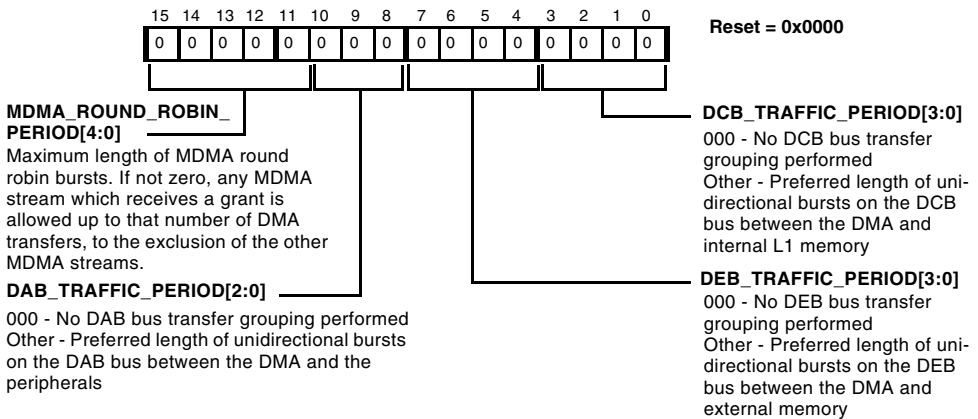 15 14 13 12 11 10 9 8 7 6 5 4 3 2 1 0
Reset = 0x0000
0 0 0 0 0 0 0 0 0 0 0 0 0 0 0 0
MDMA_ROUND_ROBIN_
PERIOD[4:0]
Maximum length of MDMA round
robin bursts. If not zero, any MDMA
stream which receives a grant is
allowed up to that number of DMA
transfers, to the exclusion of the other
MDMA streams.
DAB_TRAFFIC_PERIOD[2:0]
000 - No DAB bus transfer grouping performed
Other - Preferred length of unidirectional bursts
on the DAB bus between the DMA and the
peripherals
DCB_TRAFFIC_PERIOD[3:0]
000 - No DCB bus transfer
grouping performed
Other - Preferred length of uni-
directional bursts on the DCB
bus between the DMA and
internal L1 memory
DEB_TRAFFIC_PERIOD[3:0]
000 - No DEB bus transfer
grouping performed
Other - Preferred length of uni-
directional bursts on the DEB
bus between the DMA and
external memory